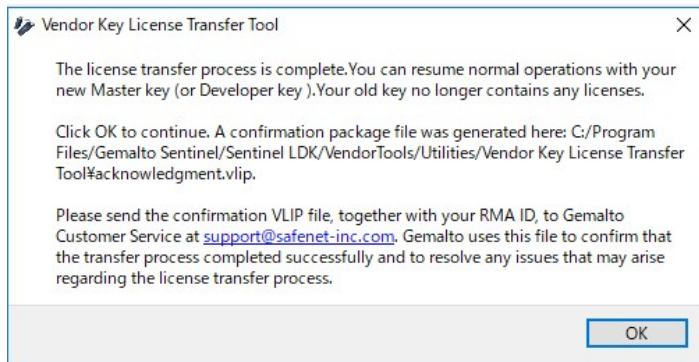 Vendor Key License Transfer Tool
The license transfer process is complete.You can resume normal operations with your
new Master key (or Developer key ).Your old key no longer contains any licenses.
Click OK to continue. A confirmation package file was generated here: C:/Program
Files/Gemalto Sentinel/Sentinel LDK/VendorTools/Utilities/Vendor Key License Transfer
Tool¥acknowledgment.vlip.
Please send the confirmation VLIP file, together with your RMA ID, to Gemalto
Customer Service at support@safenet-inc.com. Gemalto uses this file to confirm that
the transfer process completed successfully and to resolve any issues that may arise
regarding the license transfer process.
OK